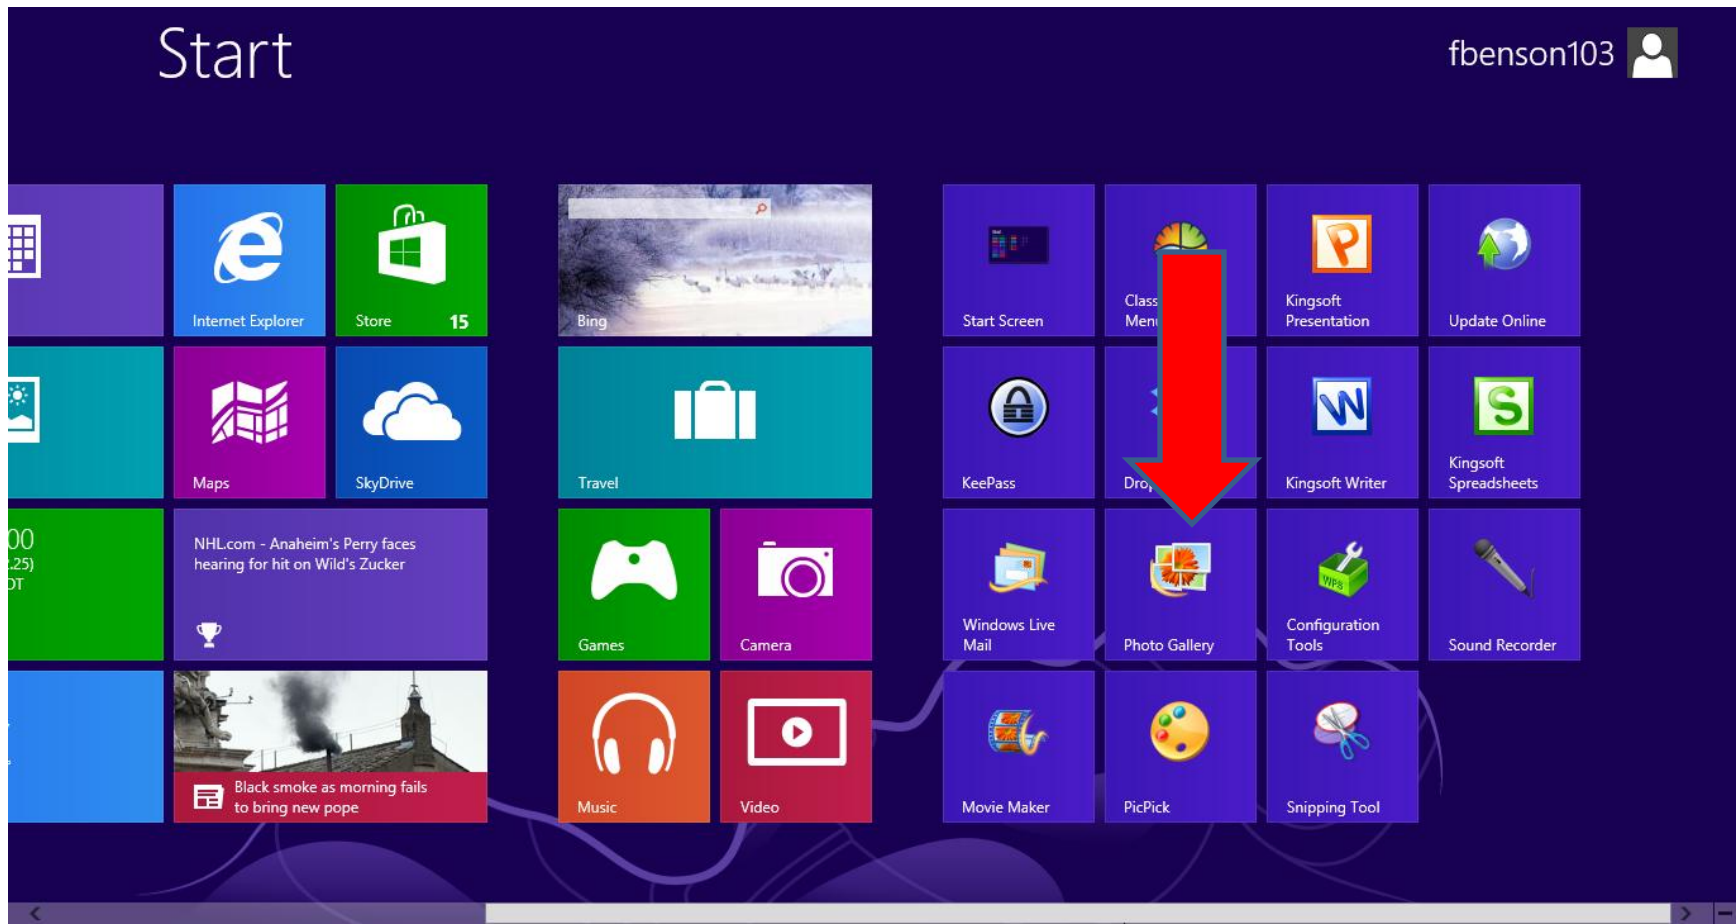 Start
fbenson103
Internet Explorer
Store 15
Bing
Start Screen
Kingsoft
Presentation
Update Online
Maps
SkyDrive
Travel
KeePass
Kingsoft Writer
Kingsoft
Spreadsheets
NHL.com - Anaheim's Perry faces
hearing for hit on Wild's Zucker
Games
Camera
Windows Live
Mail
Photo Gallery
WPS
Configuration
Tools
Sound Recorder
Black smoke as morning fails
to bring new pope
Music
Video
Movie Maker
PicPick
Snipping Tool